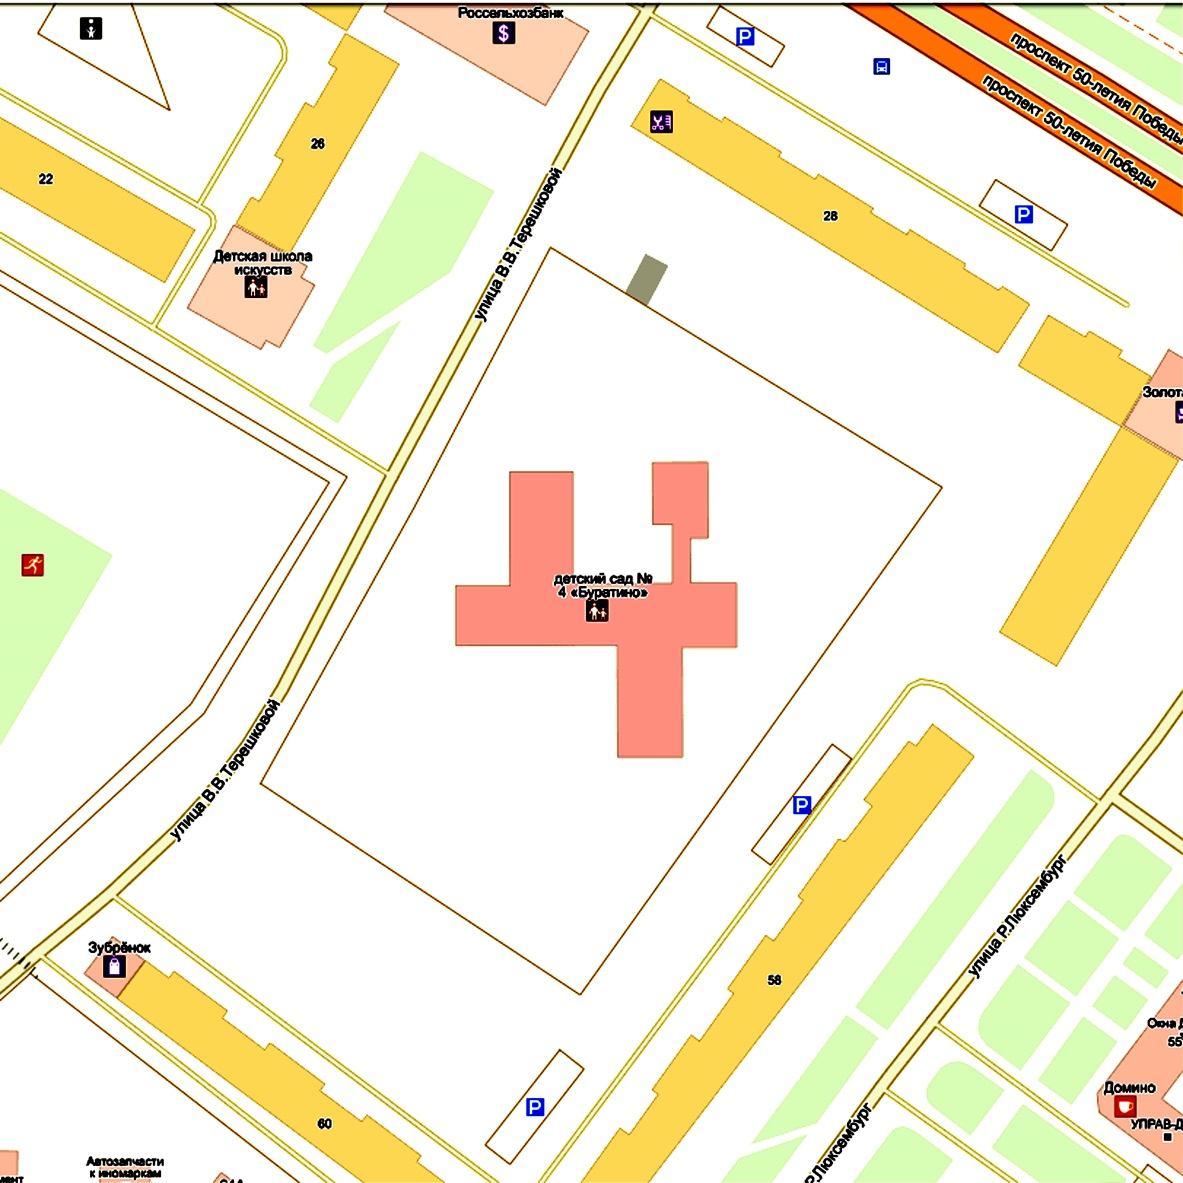 Россельхозбанк
$
P
проспект 50-летия Победы
проспект 50-летия Победы
26
22
28
P
улица В.В.Терешковой
Детская школа
искусств
детский сад №
4 «Буратино»
улица В.В.Терешковой
P
улица Р.Люксембург
Зубрёнок
58
55
Домино
P
60
Автозапчасти
к иномаркам